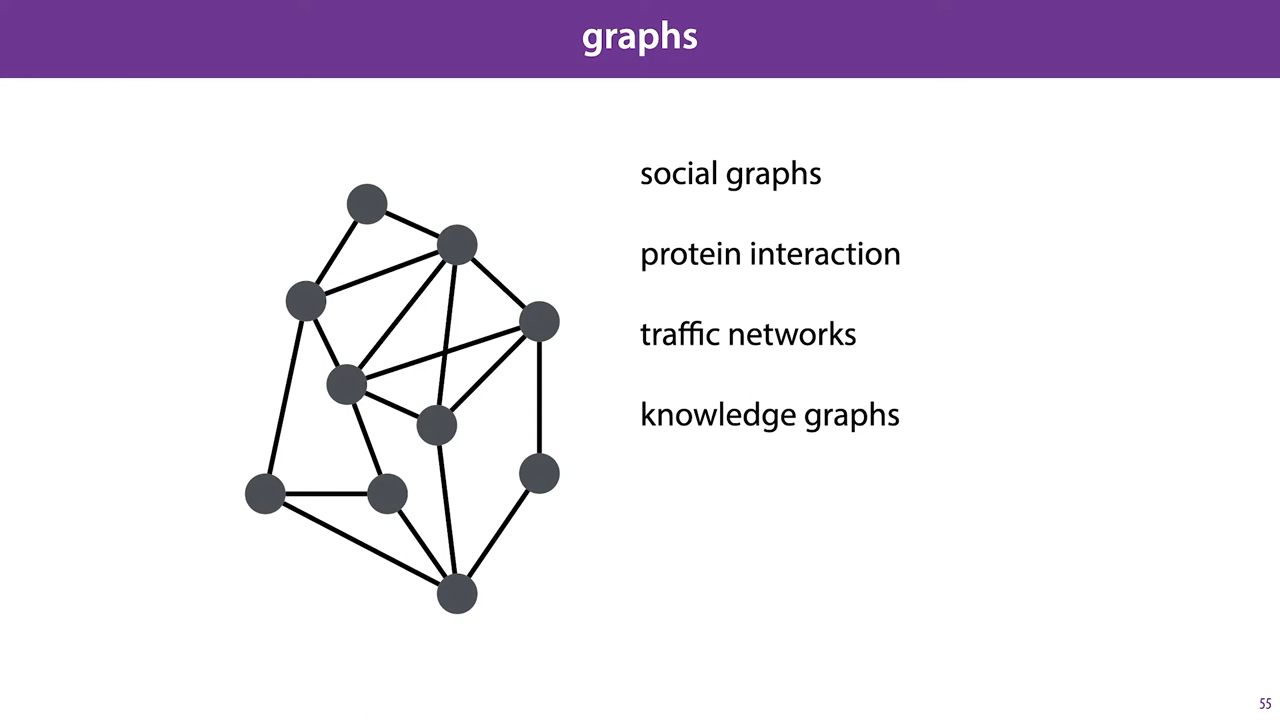 graphs
social graphs
protein interaction
traffic networks
knowledge graphs
55